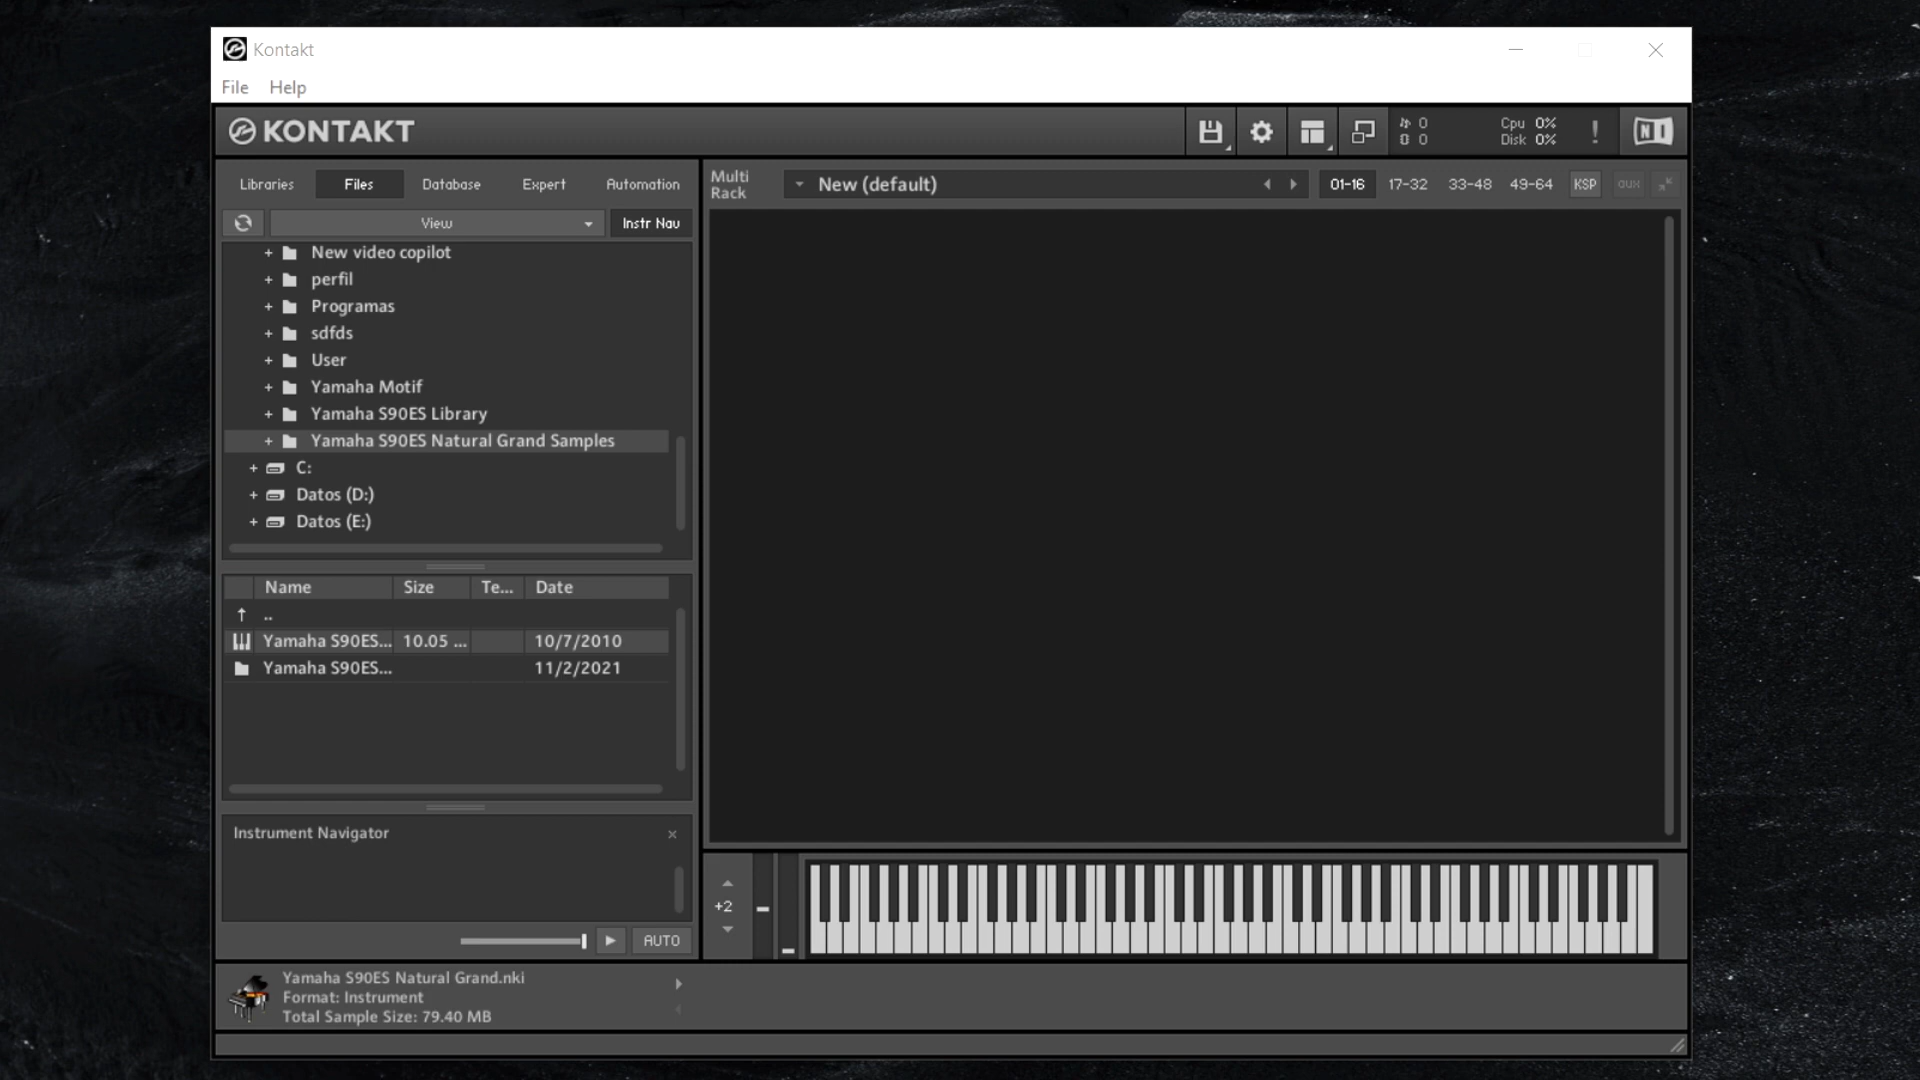 Kontakt
File Help
KONTAKT
0
0
Cpu 0%
Disk 0%
!
NI
Libraries Files Database Expert Automation
View
Instr Nav
Multi
Rack
New (default)
01-16 17-32 33-48 49-64 KSP aux
New video copilot
perfil
Programas
sdfds
User
Yamaha Motif
Yamaha S90ES Library
Yamaha S90ES Natural Grand Samples
C:
Datos (D:)
Datos (E:)
Name Size Te... Date
..
Yamaha S90ES... 10.05 ... 10/7/2010
Yamaha S90ES... 11/2/2021
Instrument Navigator
+2
AUTO
Yamaha S90ES Natural Grand.nki
Format: Instrument
Total Sample Size: 79.40 MB